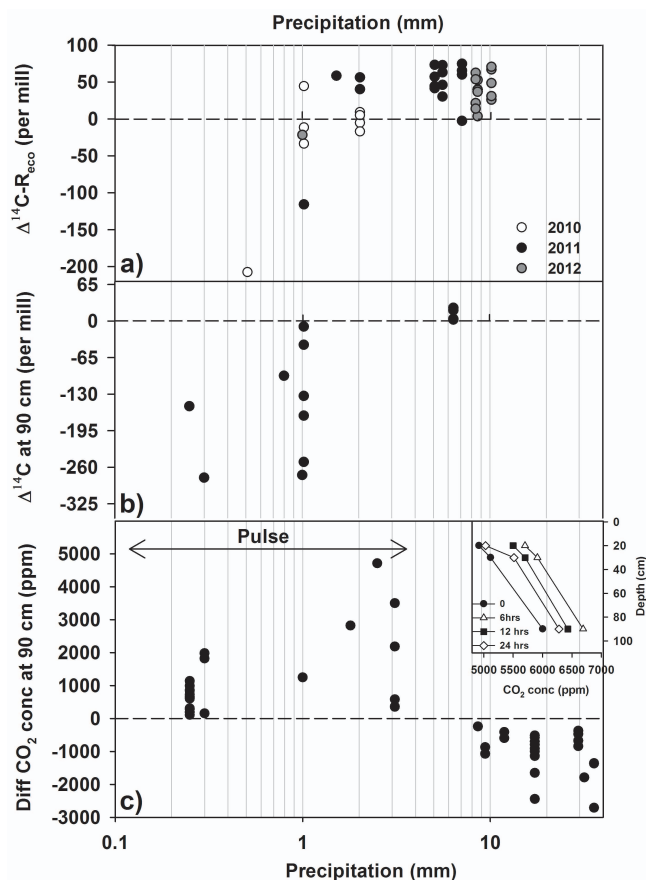 Precipitation (mm)
100
50
0
-50
-100
-150
-200
Δ¹⁴C-Reco (per mill)
2010
2011
2012
a)
65
0
-65
-130
-195
-260
-325
Δ¹⁴C at 90 cm (per mill)
b)
Pulse
5000
4000
3000
2000
1000
0
-1000
-2000
-3000
Diff CO₂ conc at 90 cm (ppm)
0
20
40
60
80
100
Depth (cm)
0
6hrs
12 hrs
24 hrs
5000 5500 6000 6500 7000
CO₂ conc (ppm)
c)
0.1 1 10
Precipitation (mm)